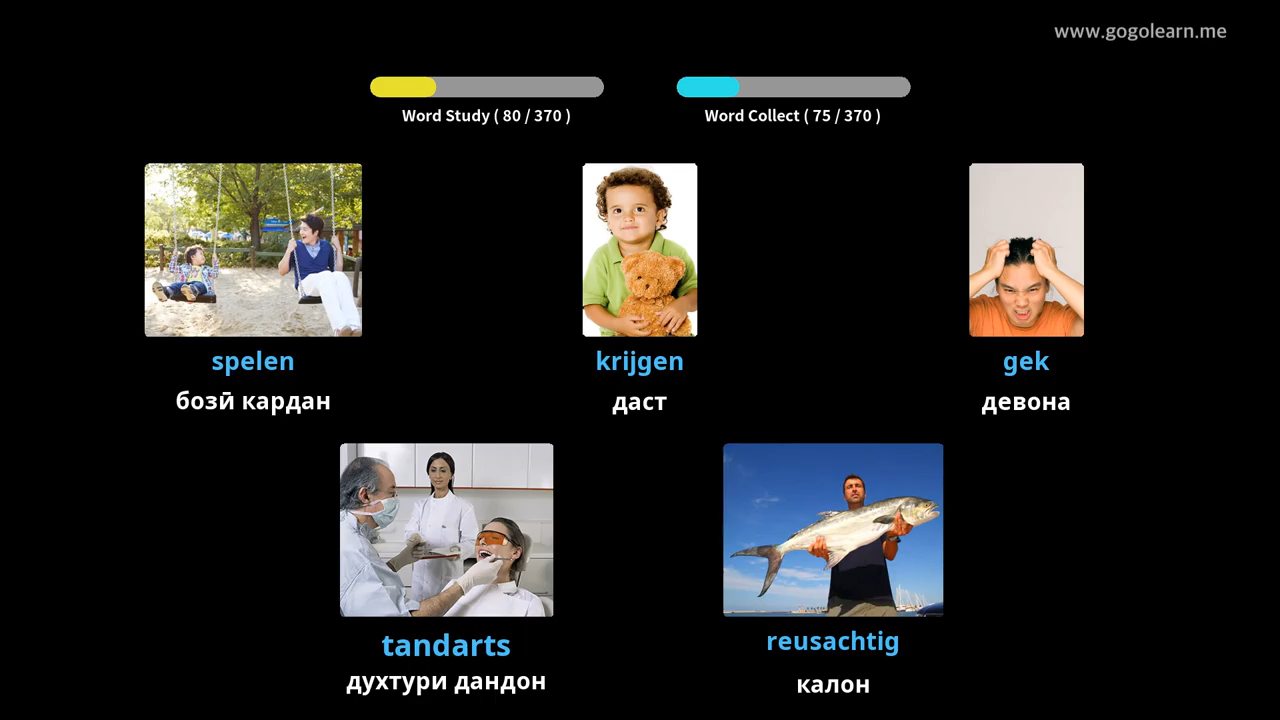 www.gogolearn.me
Word Study ( 80 / 370 )
Word Collect ( 75 / 370 )
spelen
бозӣ кардан
krijgen
даст
gek
девона
tandarts
духтури дандон
reusachtig
калон